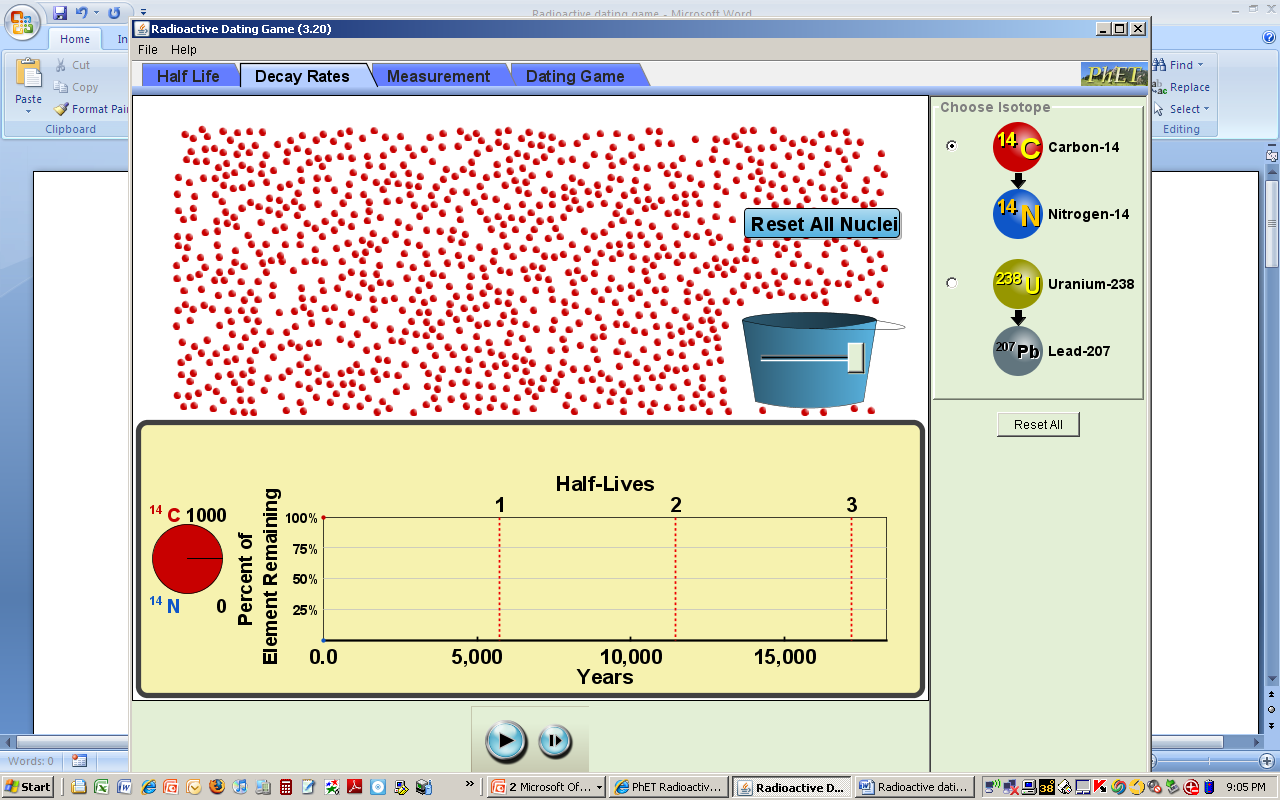 Radioactive dating game - Microsoft Word
Radioactive Dating Game (3.20)
File Help
Home In
Half Life Decay Rates Measurement Dating Game
PhET
Paste
Cut
Copy
Format Pai
Clipboard
Find
Replace
Select
Editing
Choose Isotope
14 C Carbon-14
14 N Nitrogen-14
238 U Uranium-238
207 Pb Lead-207
Reset All
Reset All Nuclei
Half-Lives
1 2 3
14 C 1000
14 N 0
Percent of
Element Remaining
100%
75%
50%
25%
0.0 5,000 10,000 15,000
Years
Words: 0
Start
2 Microsoft Of...
PhET Radioactiv...
Radioactive D...
Radioactive dati...
38
9:05 PM